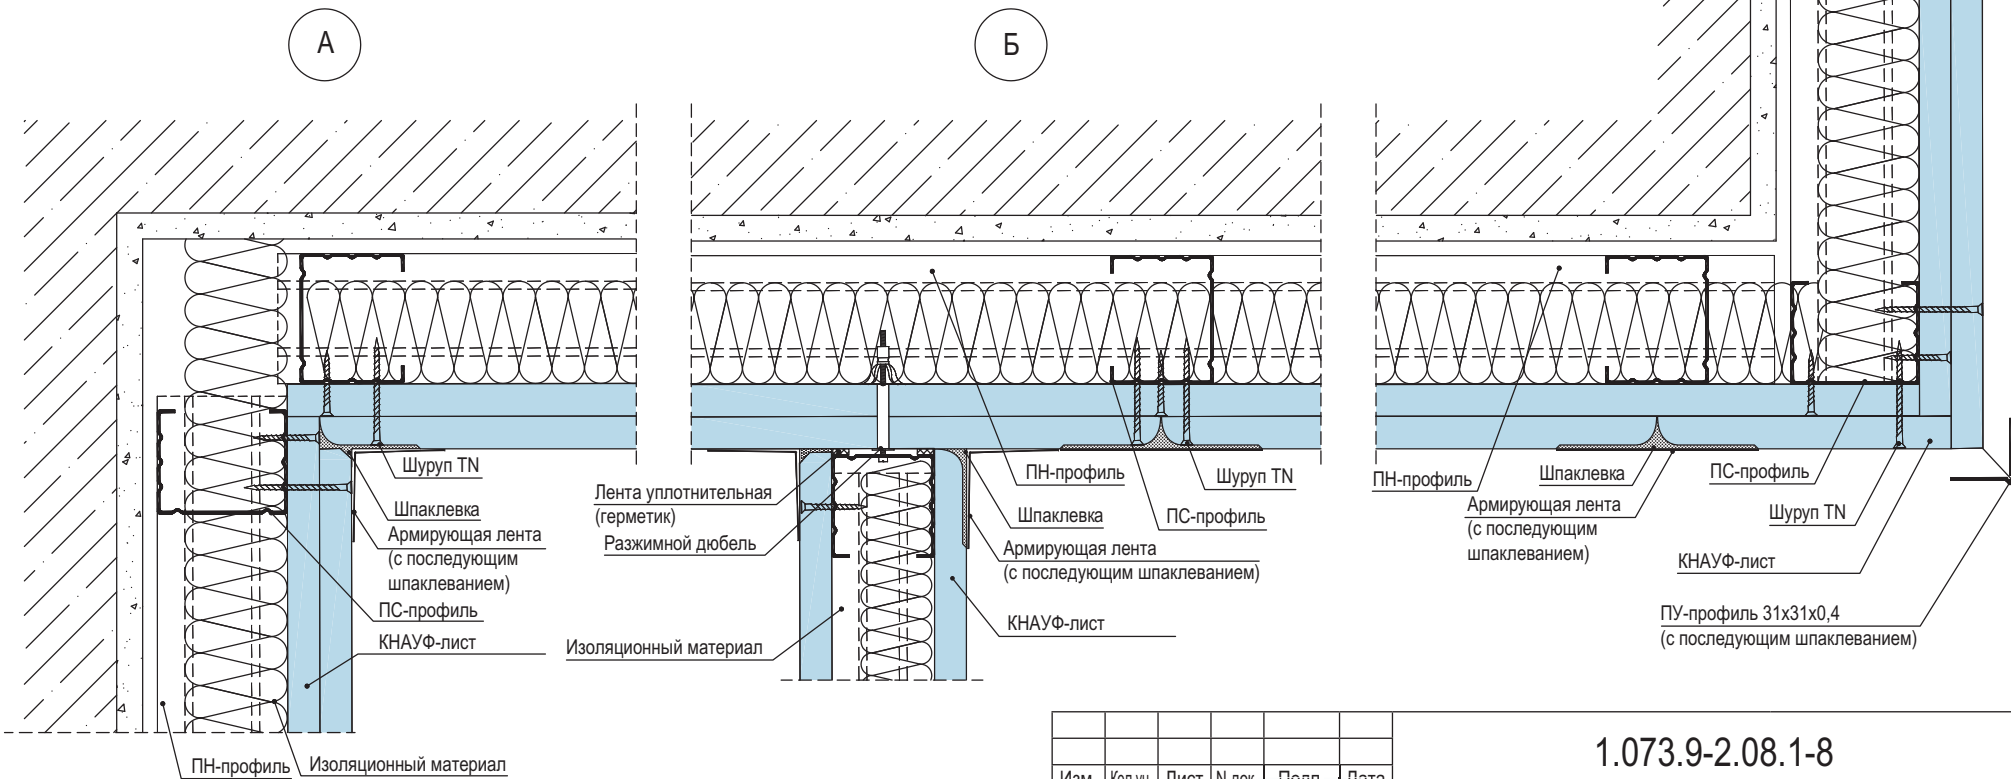 А
Б
Шуруп TN
Шпаклевка
Армирующая лента
(с последующим
шпаклеванием)
ПС-профиль
КНАУФ-лист
ПН-профиль
Изоляционный материал
Лента уплотнительная
(герметик)
Разжимной дюбель
Изоляционный материал
ПН-профиль
Шуруп TN
Шпаклевка
ПС-профиль
Армирующая лента
(с последующим шпаклеванием)
КНАУФ-лист
ПН-профиль
Шпаклевка
ПС-профиль
Армирующая лента
(с последующим
шпаклеванием)
Шуруп TN
КНАУФ-лист
ПУ-профиль 31х31х0,4
(с последующим шпаклеванием)
1.073.9-2.08.1-8
Изм. Кол.уч. Лист N док. Подп. Дата